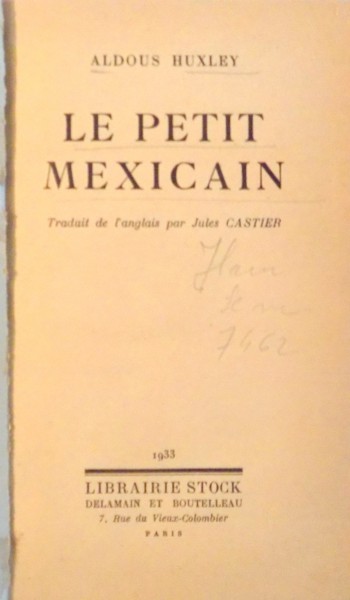 ALDOUS HUXLEY
LE PETIT
MEXICAIN
Traduit de l'anglais par Jules CASTIER
1933
LIBRAIRIE STOCK
DELAMAIN ET BOUTELLEAU
7, Rue du Vieux-Colombier
PARIS